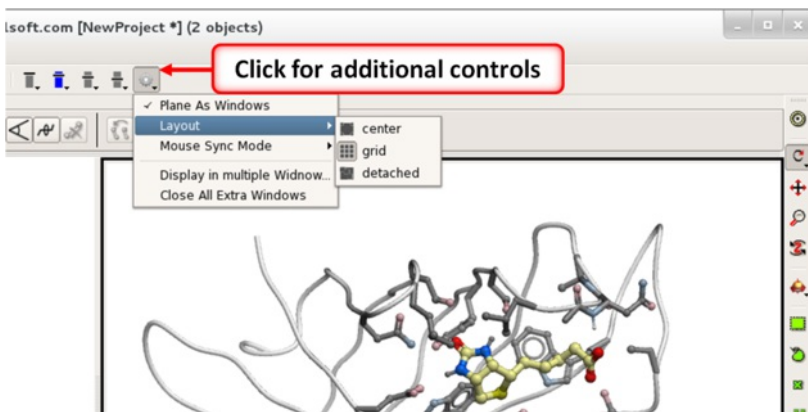 lsoft.com [NewProject *] (2 objects)
Click for additional controls
✓ Plane As Windows
Layout
Mouse Sync Mode
Display in multiple Widnow...
Close All Extra Windows
center
grid
detached